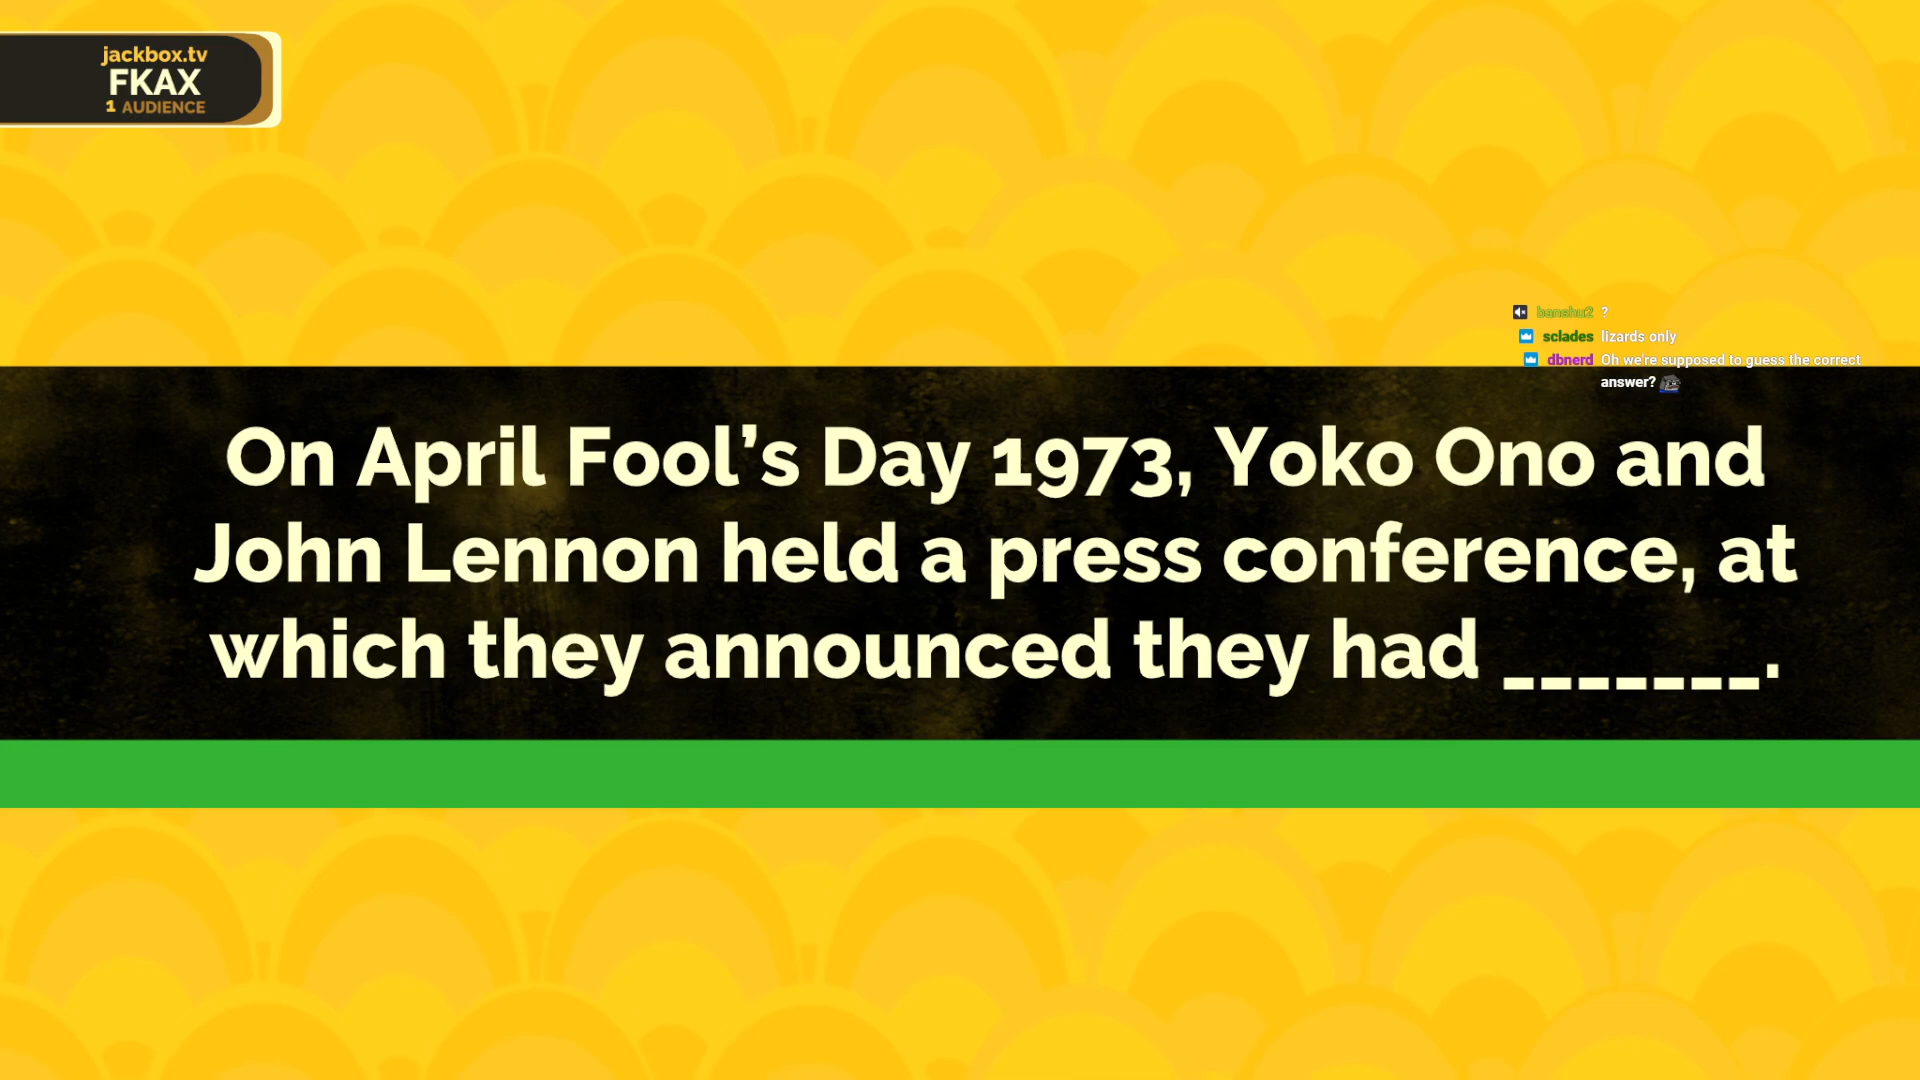 jackbox.tv
FKAX
1 AUDIENCE
banshu2 ?
sclades lizards only
dbnerd Oh we're supposed to guess the correct
answer?
On April Fool’s Day 1973, Yoko Ono and
John Lennon held a press conference, at
which they announced they had _______.